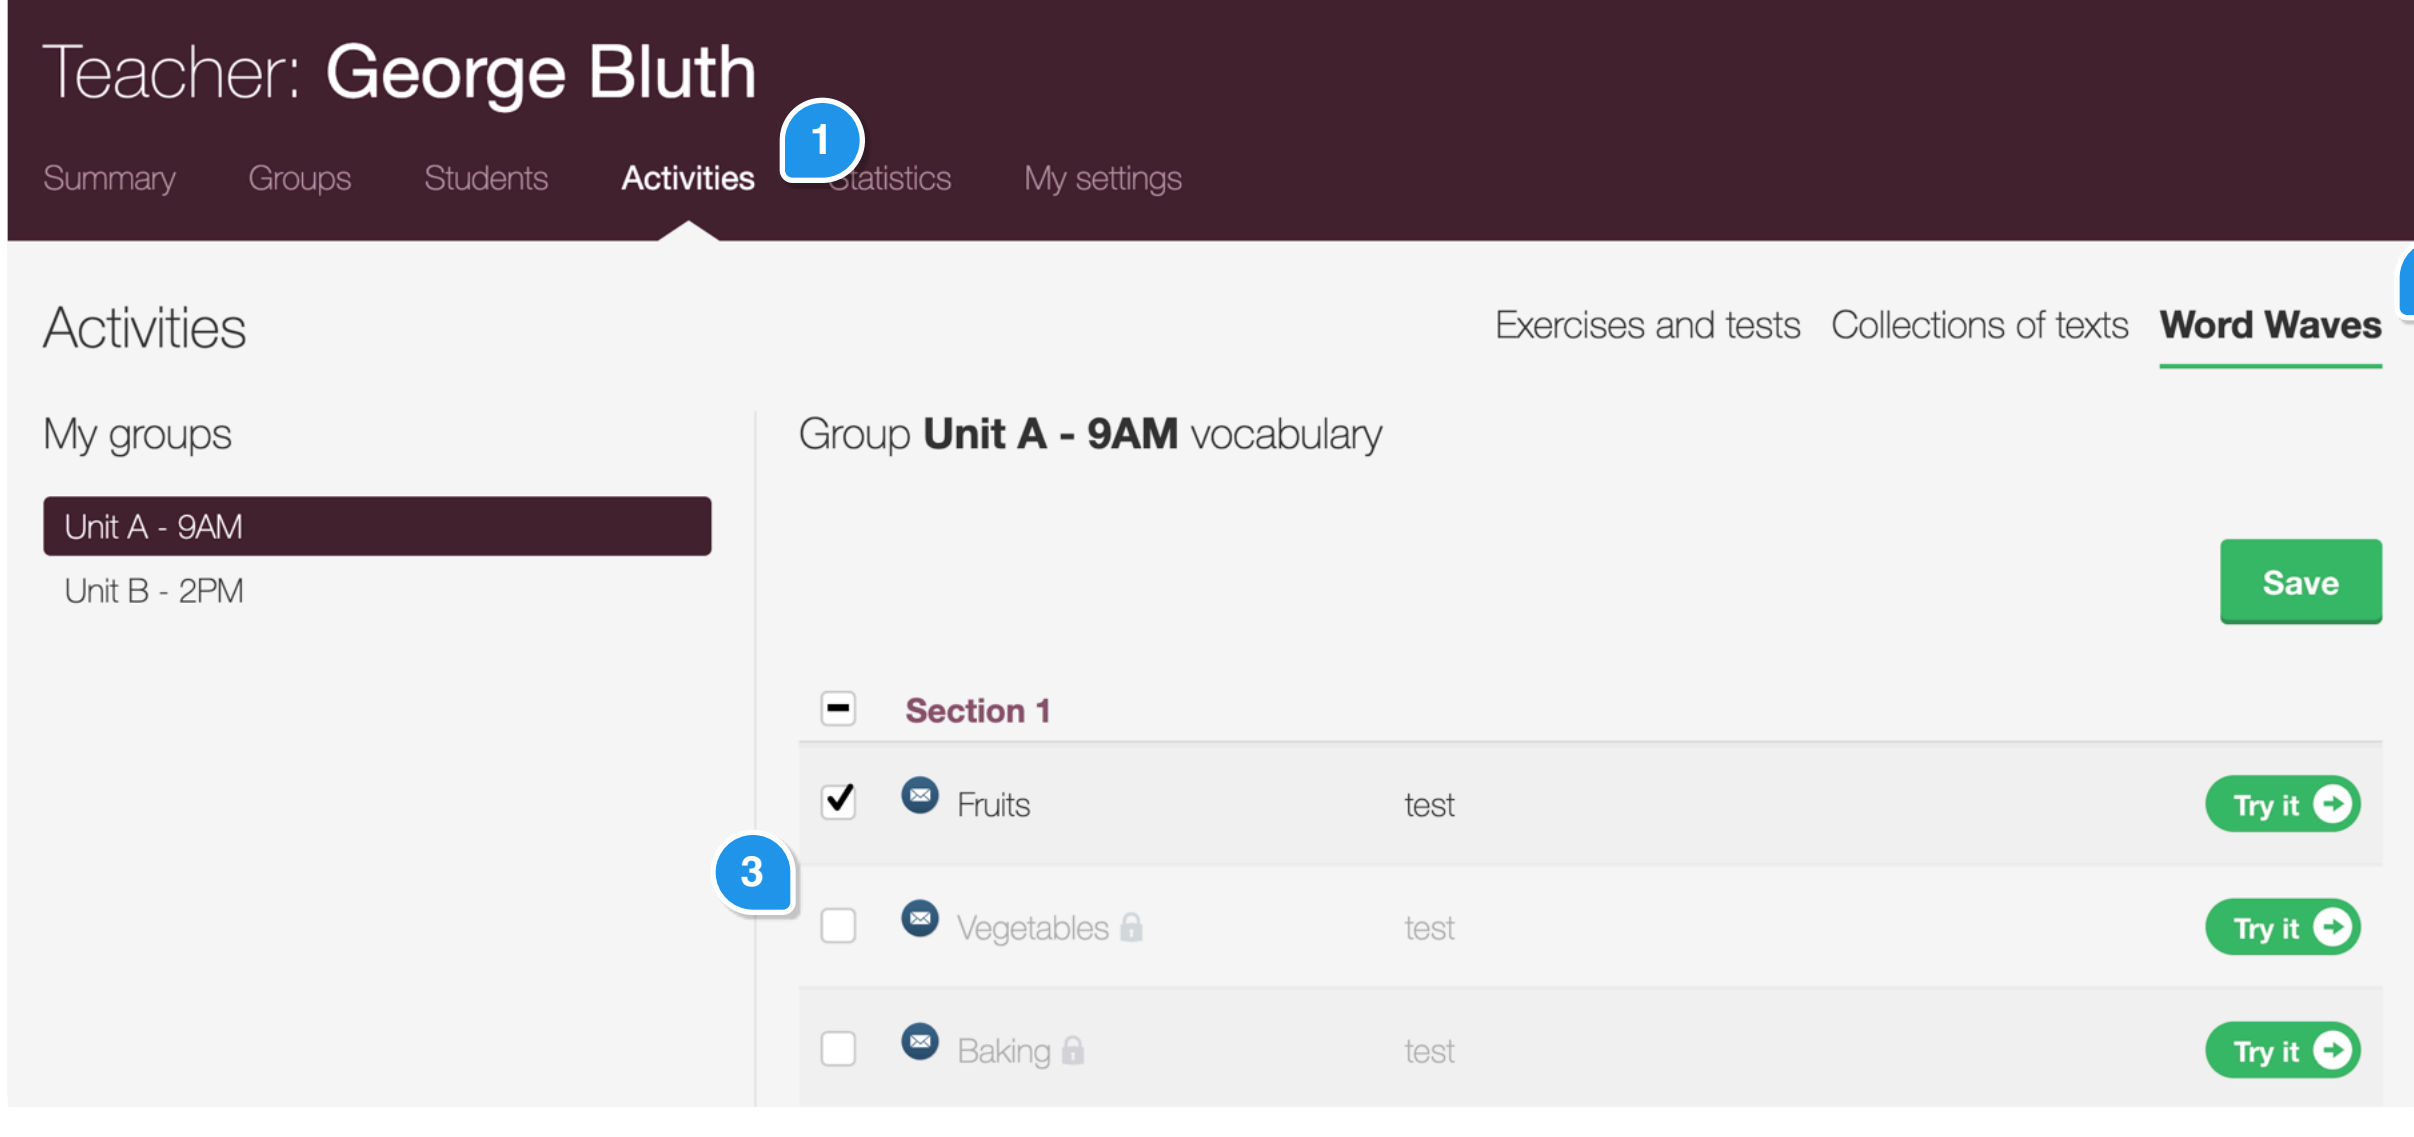 Teacher: George Bluth
1
Summary Groups Students Activities Statistics My settings
Activities
Exercises and tests Collections of texts Word Waves
My groups
Group Unit A - 9AM vocabulary
Unit A - 9AM
Unit B - 2PM
Save
Section 1
Fruits test Try it
3
Vegetables test Try it
Baking test Try it